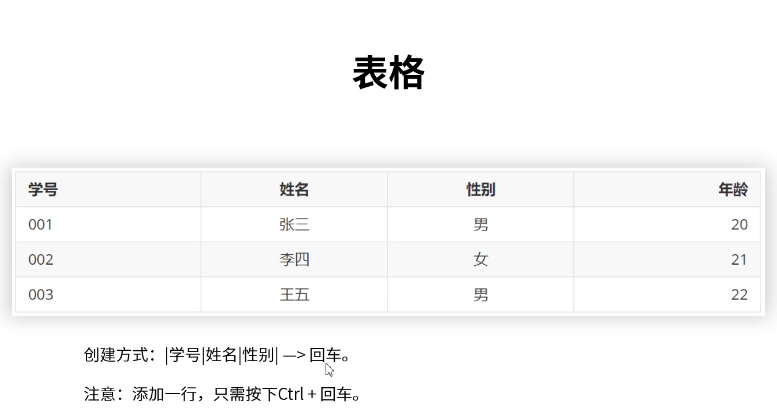 表格
学号 姓名 性别 年龄
001 张三 男 20
002 李四 女 21
003 王五 男 22
创建方式：|学号|姓名|性别| —> 回车。
注意：添加一行，只需按下Ctrl + 回车。